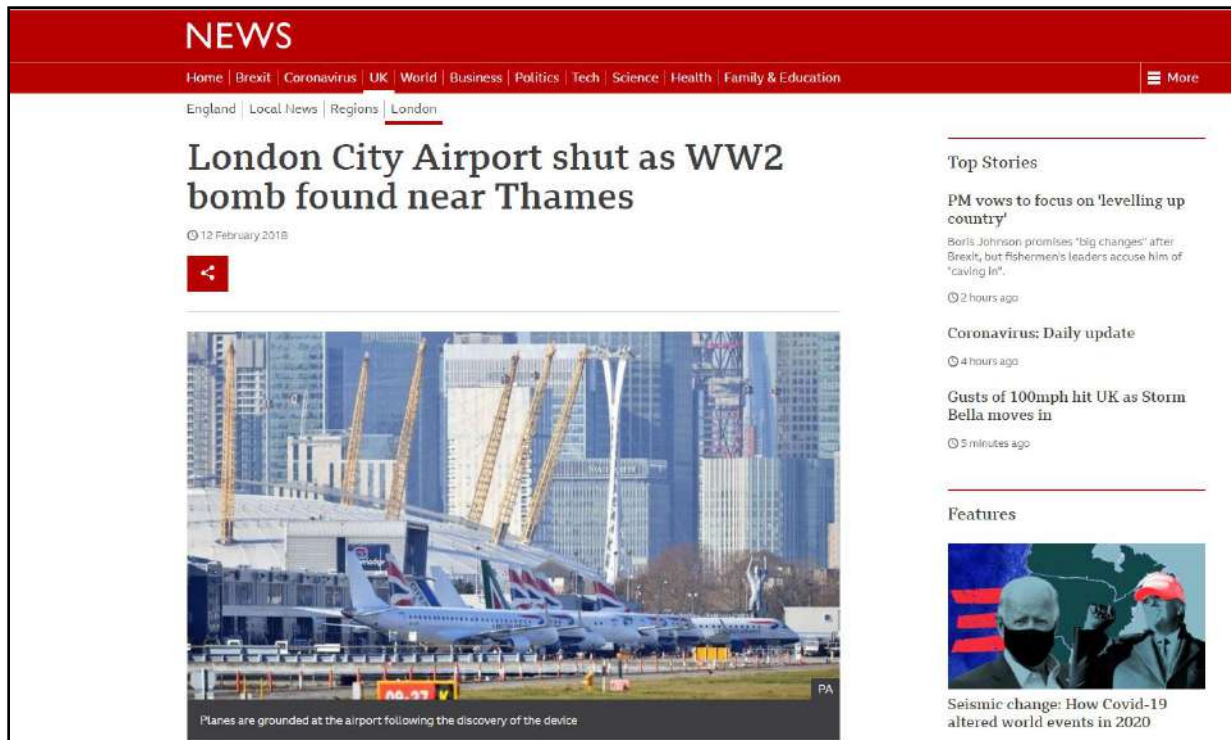 NEWS
Home Brexit Coronavirus UK World Business Politics Tech Science Health Family & Education
More
England Local News Regions London
London City Airport shut as WW2
bomb found near Thames
12 February 2018
PA
Planes are grounded at the airport following the discovery of the device
Top Stories
PM vows to focus on 'levelling up
country'
Boris Johnson promises "big changes" after
Brexit, but fishermen's leaders accuse him of
"caving in".
2 hours ago
Coronavirus: Daily update
4 hours ago
Gusts of 100mph hit UK as Storm
Bella moves in
5 minutes ago
Features
Seismic change: How Covid-19
altered world events in 2020